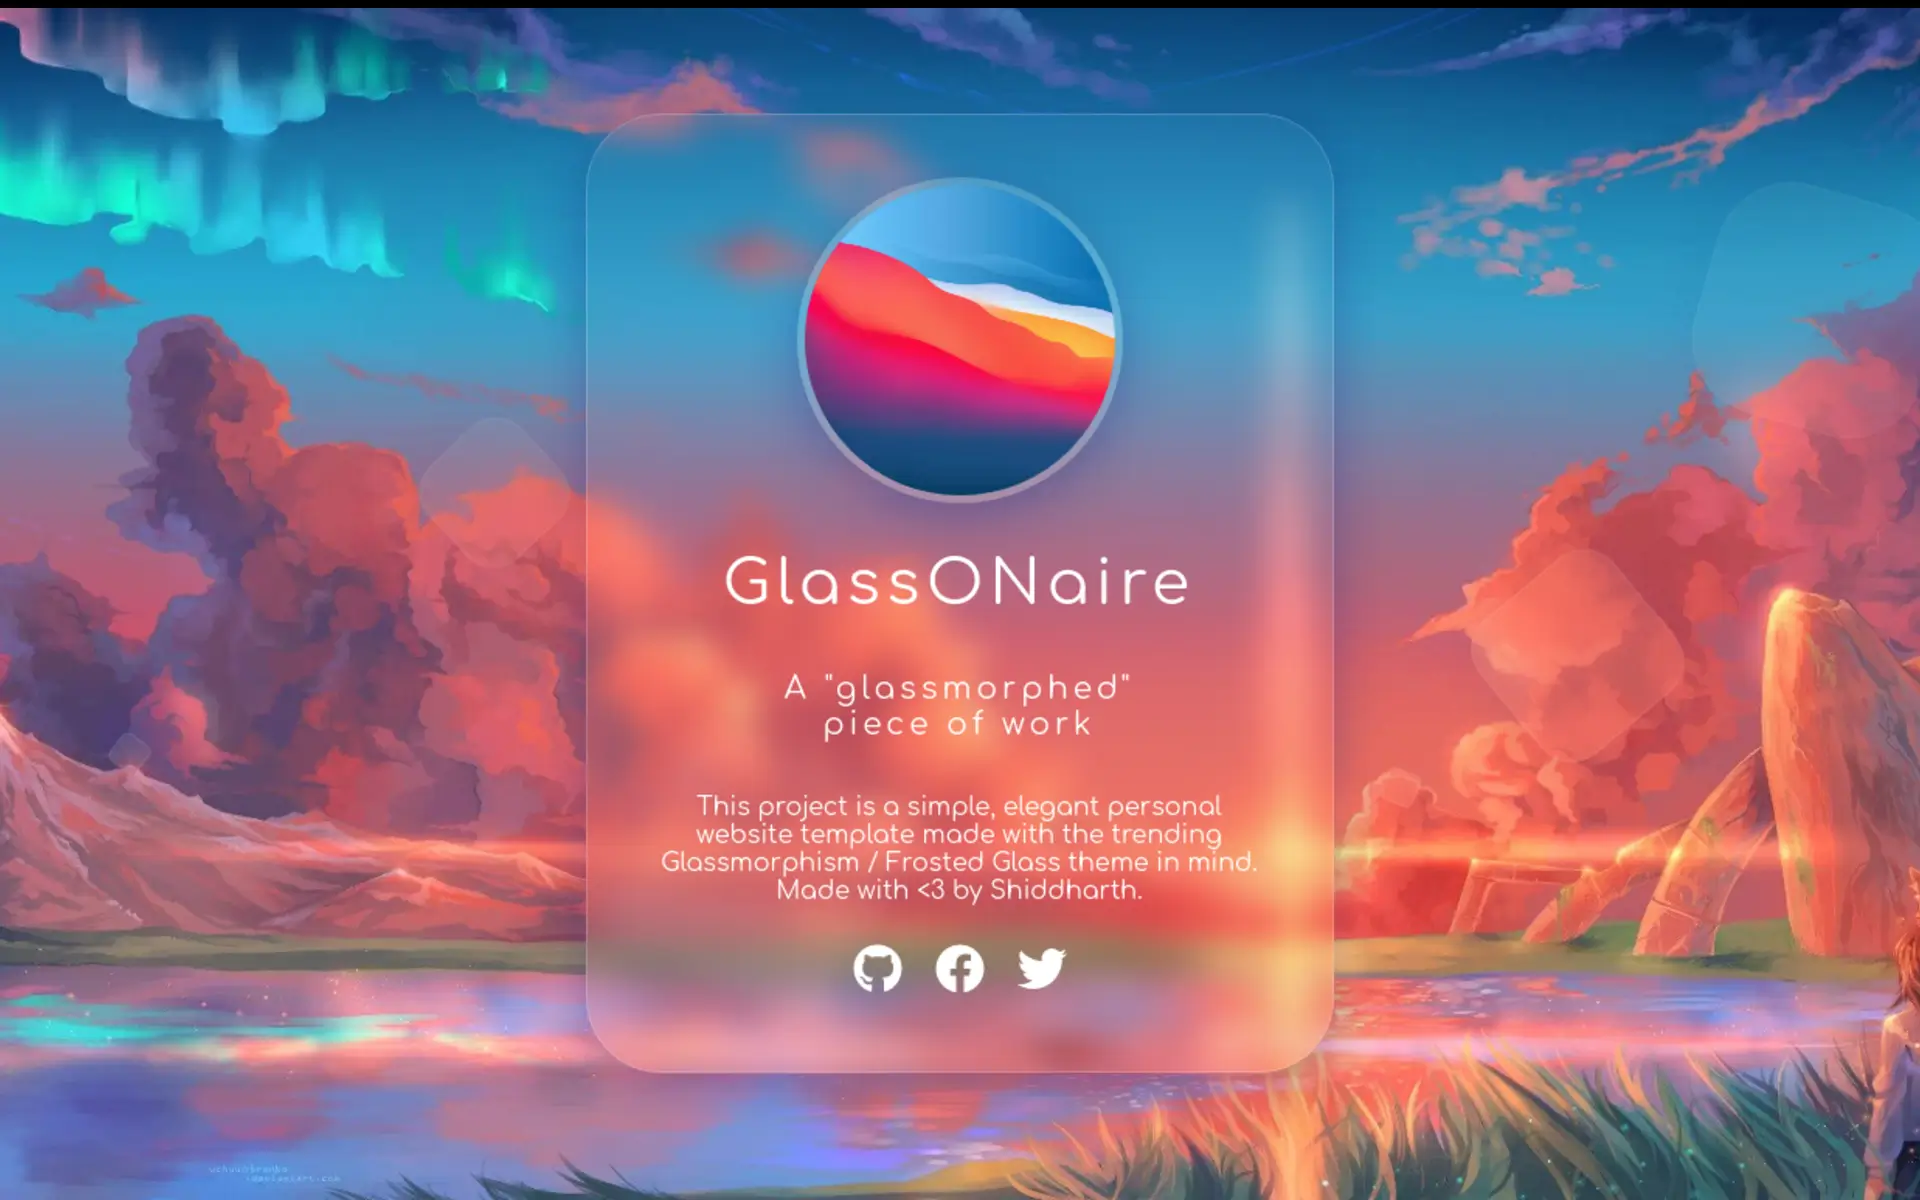 GlassONaire
A "glassmorphed"
piece of work
This project is a simple, elegant personal
website template made with the trending
Glassmorphism / Frosted Glass theme in mind.
Made with <3 by Shiddharth.